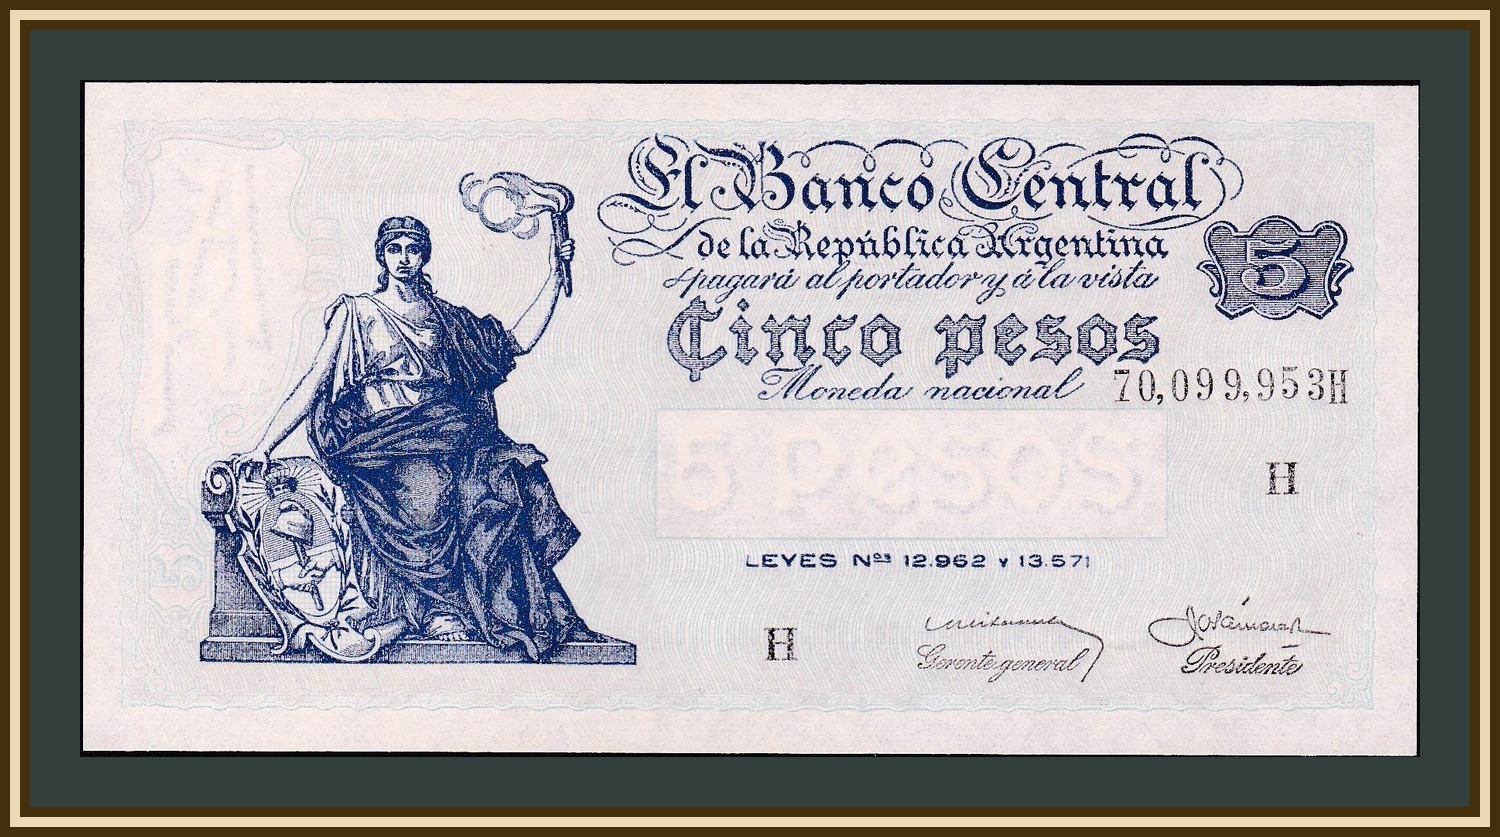 El Banco Central
de la República Argentina
pagará al portador y á la vista
5
Cinco pesos
Moneda nacional
70,099,953H
5 Pesos
H
LEYES Nos 12.962 y 13.571
H
Gerente general
Presidente